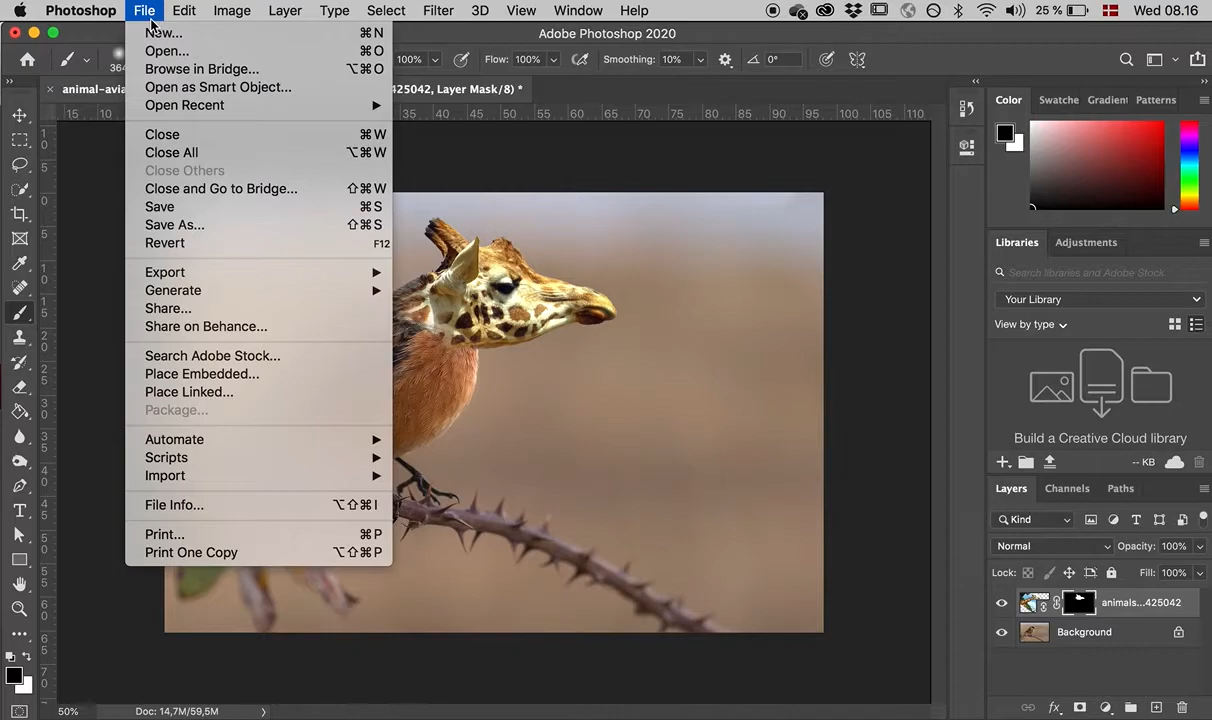 Photoshop File Edit Image Layer Type Select Filter 3D View Window Help 25 % Wed 08.16
Adobe Photoshop 2020
100% Flow: 100% Smoothing: 10% 0°
animal-avia 425042, Layer Mask/8) *
15 35 40 45 50 55 60 65 70 75 80 85 90 95 100 105 110
New... ⌘N
Open... ⌘O
Browse in Bridge... ⌥⌘O
Open as Smart Object...
Open Recent
Close ⌘W
Close All ⌥⌘W
Close Others
Close and Go to Bridge... ⇧⌘W
Save ⌘S
Save As... ⇧⌘S
Revert F12
Export
Generate
Share...
Share on Behance...
Search Adobe Stock...
Place Embedded...
Place Linked...
Package...
Automate
Scripts
Import
File Info... ⌥⇧⌘I
Print... ⌘P
Print One Copy ⌥⇧⌘P
Color Swatche Gradient Patterns
Libraries Adjustments
Search libraries and Adobe Stock
Your Library
View by type
Build a Creative Cloud library
-- KB
Layers Channels Paths
Kind
Normal Opacity: 100%
Lock: Fill: 100%
animals...425042
Background
50% Doc: 14,7M/59,5M